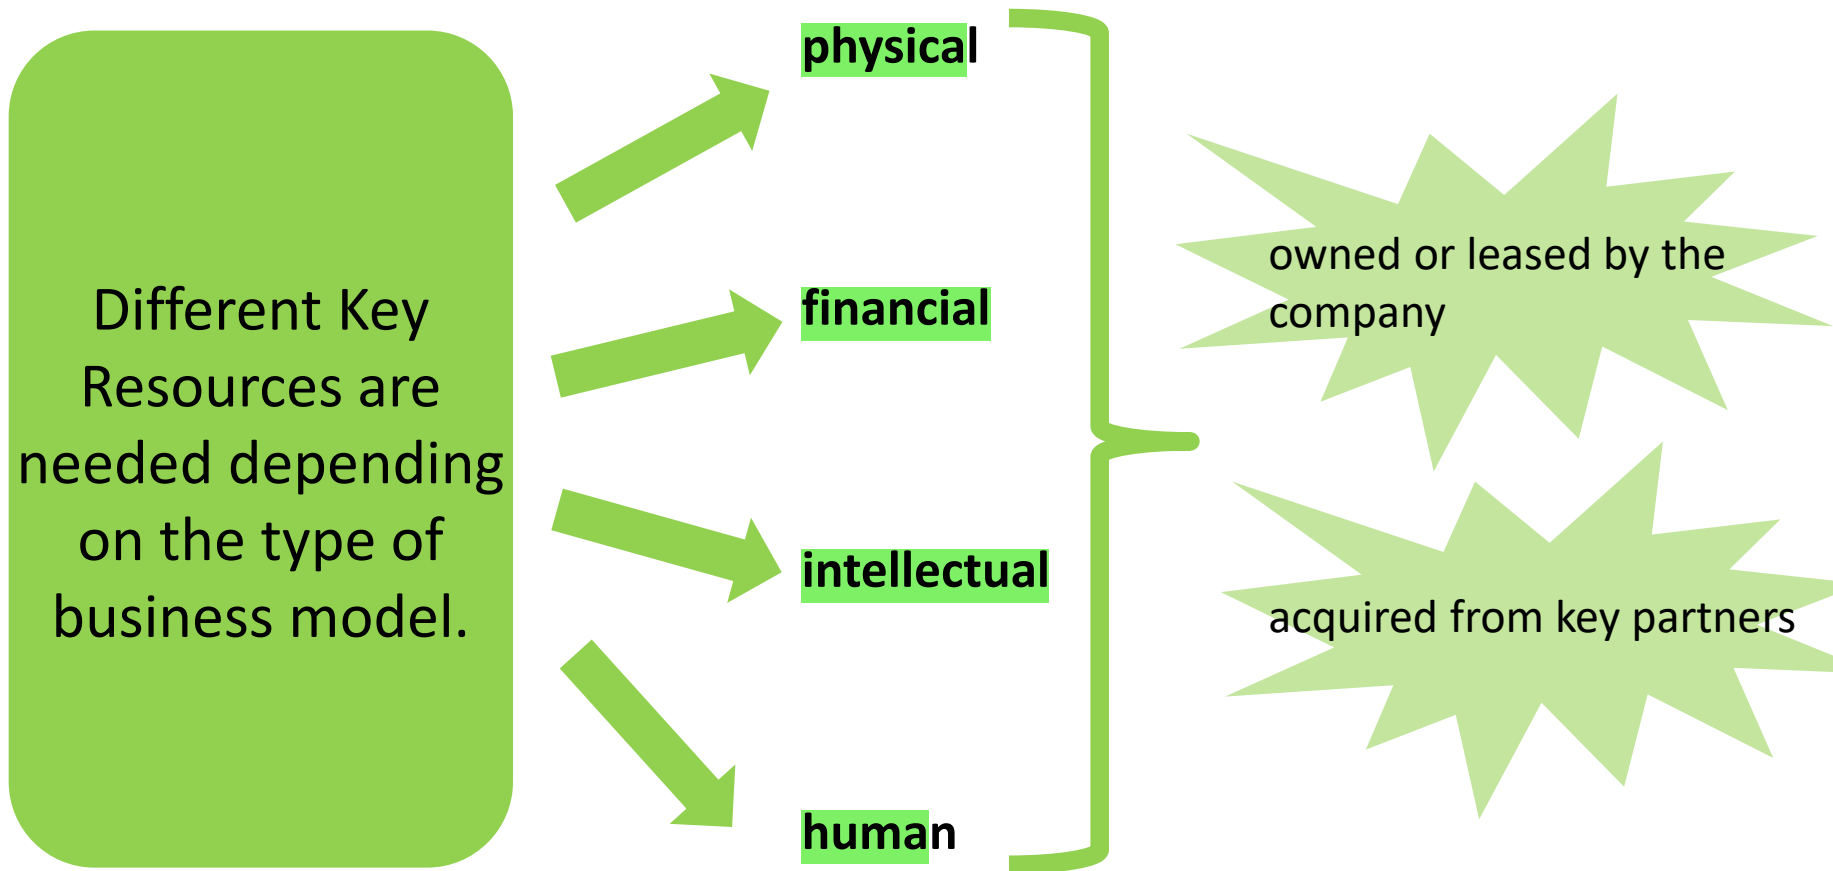 Different Key
Resources are
needed depending
on the type of
business model.
physical
financial
intellectual
human
owned or leased by the
company
acquired from key partners